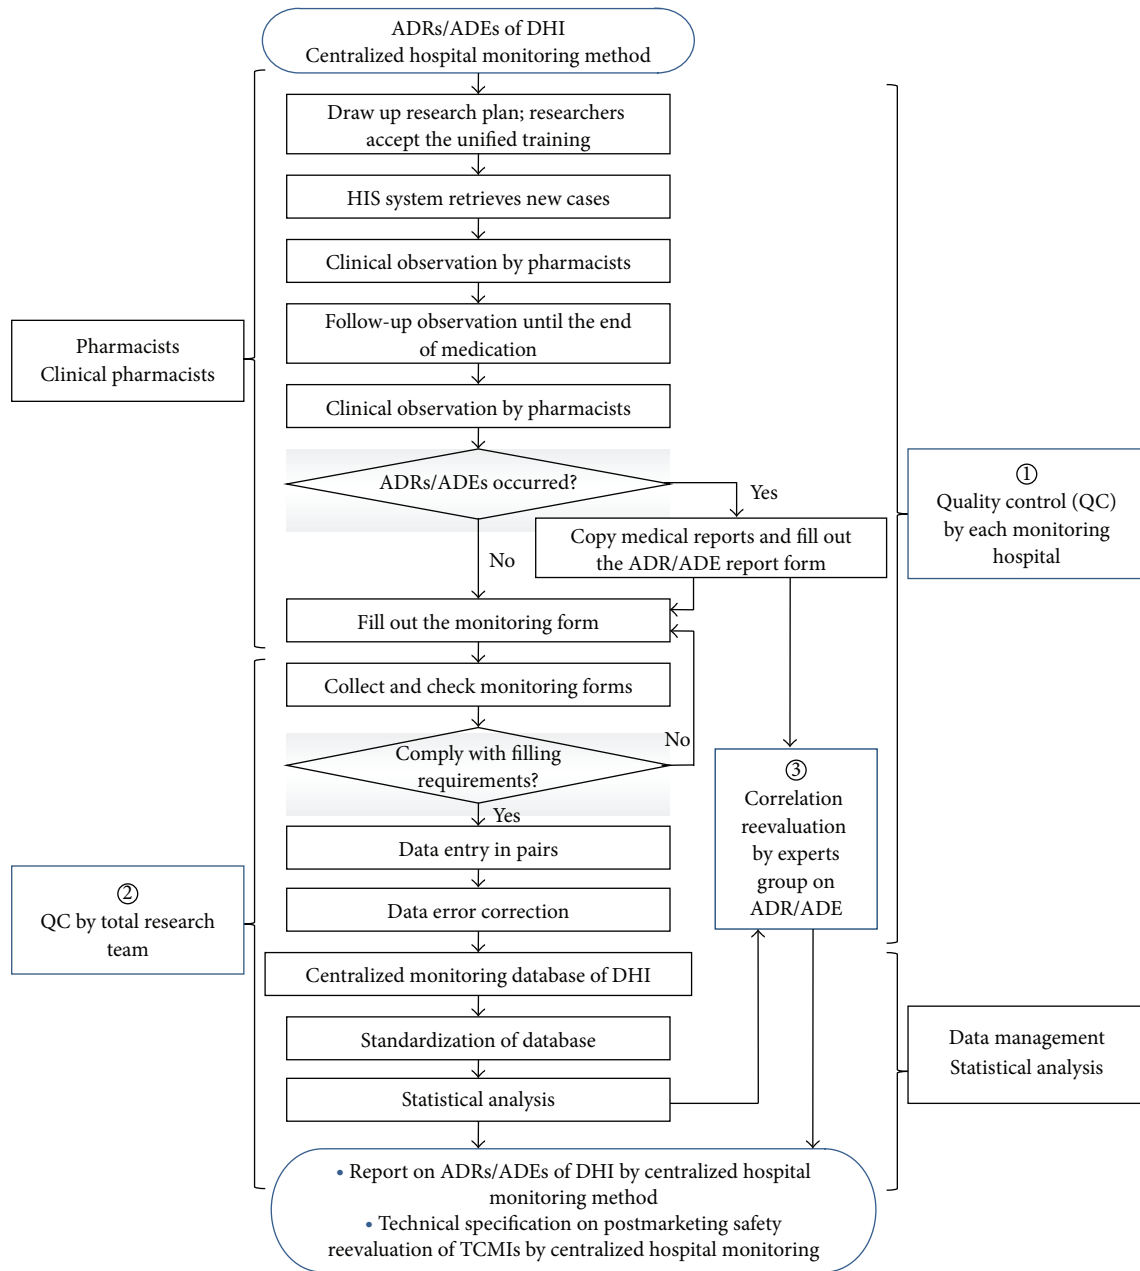 ADRs/ADEs of DHI
Centralized hospital monitoring method
Draw up research plan; researchers
accept the unified training
HIS system retrieves new cases
Clinical observation by pharmacists
Follow-up observation until the end
of medication
Pharmacists
Clinical pharmacists
Clinical observation by pharmacists
ADRs/ADEs occurred?
Yes
①
Quality control (QC)
by each monitoring
hospital
Copy medical reports and fill out
the ADR/ADE report form
No
Fill out the monitoring form
Collect and check monitoring forms
No
Comply with filling
requirements?
Yes
③
Correlation
reevaluation
by experts
group on
ADR/ADE
Data entry in pairs
②
QC by total research
team
Data error correction
Centralized monitoring database of DHI
Standardization of database
Data management
Statistical analysis
Statistical analysis
• Report on ADRs/ADEs of DHI by centralized hospital
monitoring method
• Technical specification on postmarketing safety
reevaluation of TCMIs by centralized hospital monitoring